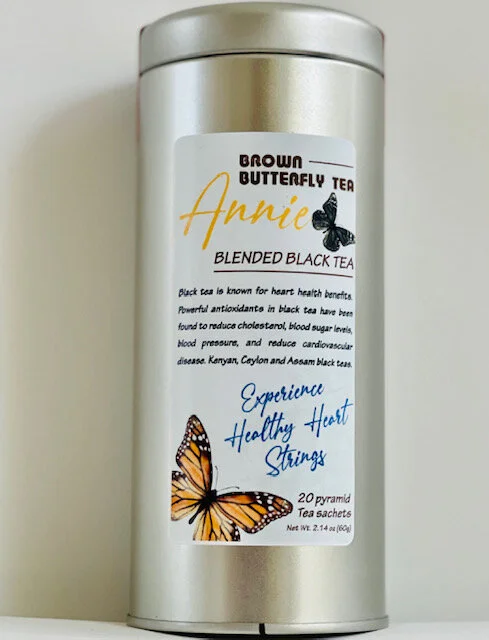 BROWN
BUTTERFLY TEA
Annie
BLENDED BLACK TEA
Black tea is known for heart health benefits.
Powerful antioxidants in black tea have been
found to reduce cholesterol, blood sugar levels,
blood pressure, and reduce cardiovascular
disease. Kenyan, Ceylon and Assam black teas.
Experience
Healthy Heart
Strings
20 pyramid
Tea sachets
Net Wt. 2.14 oz (60g)